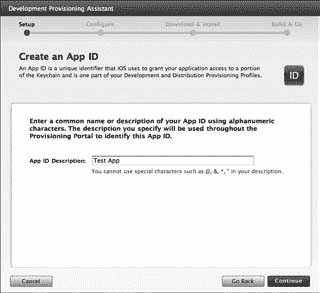 Development Provisioning Assistant
Setup
Configure
Download & Install
Build & Go
Create an App ID
An App ID is a unique identifier that iOS uses to grant your application access to a portion
of the Keychain and is one part of your Development and Distribution Provisioning Profiles.
ID
Enter a common name or description of your App ID using alphanumeric
characters. The description you specify will be used throughout the
Provisioning Portal to identify this App ID.
App ID Description: Test App
You cannot use special characters such as @, &, *, " in your description.
Cancel
Go Back
Continue